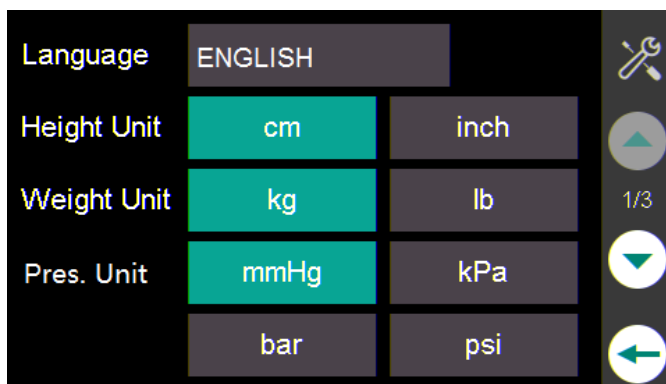 Language ENGLISH
Height Unit cm inch
Weight Unit kg lb
1/3
Pres. Unit mmHg kPa
bar psi